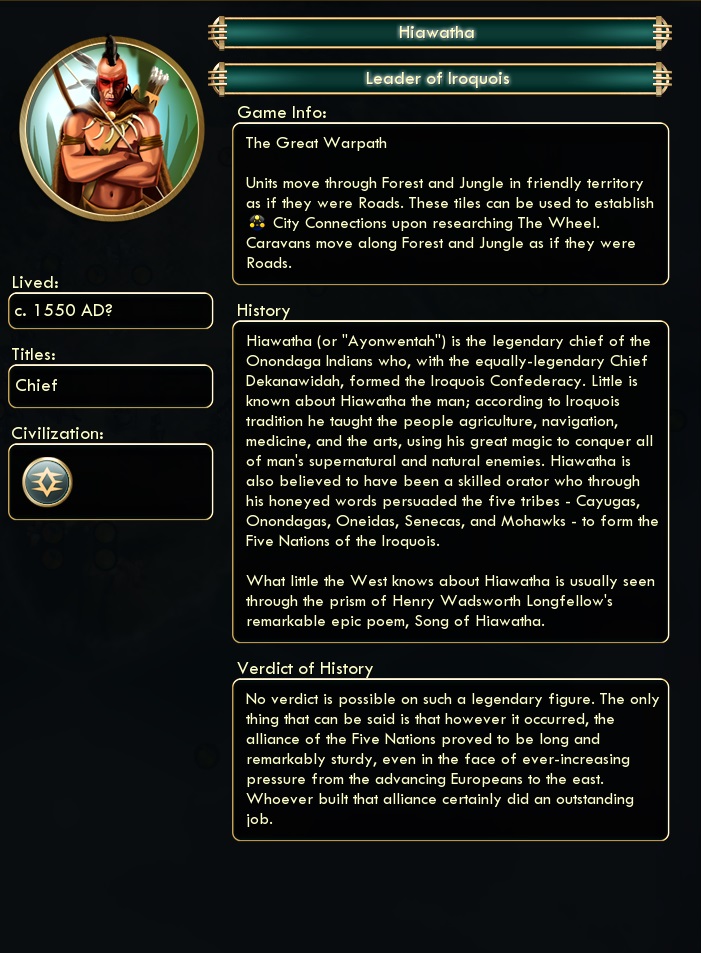 Hiawatha
Leader of Iroquois
Lived:
c. 1550 AD?
Titles:
Chief
Civilization:
Game Info:
The Great Warpath
Units move through Forest and Jungle in friendly territory
as if they were Roads. These tiles can be used to establish
City Connections upon researching The Wheel.
Caravans move along Forest and Jungle as if they were
Roads.
History
Hiawatha (or "Ayonwentah") is the legendary chief of the
Onondaga Indians who, with the equally-legendary Chief
Dekanawidah, formed the Iroquois Confederacy. Little is
known about Hiawatha the man; according to Iroquois
tradition he taught the people agriculture, navigation,
medicine, and the arts, using his great magic to conquer all
of man's supernatural and natural enemies. Hiawatha is
also believed to have been a skilled orator who through
his honeyed words persuaded the five tribes - Cayugas,
Onondagas, Oneidas, Senecas, and Mohawks - to form the
Five Nations of the Iroquois.
What little the West knows about Hiawatha is usually seen
through the prism of Henry Wadsworth Longfellow's
remarkable epic poem, Song of Hiawatha.
Verdict of History
No verdict is possible on such a legendary figure. The only
thing that can be said is that however it occurred, the
alliance of the Five Nations proved to be long and
remarkably sturdy, even in the face of ever-increasing
pressure from the advancing Europeans to the east.
Whoever built that alliance certainly did an outstanding
job.